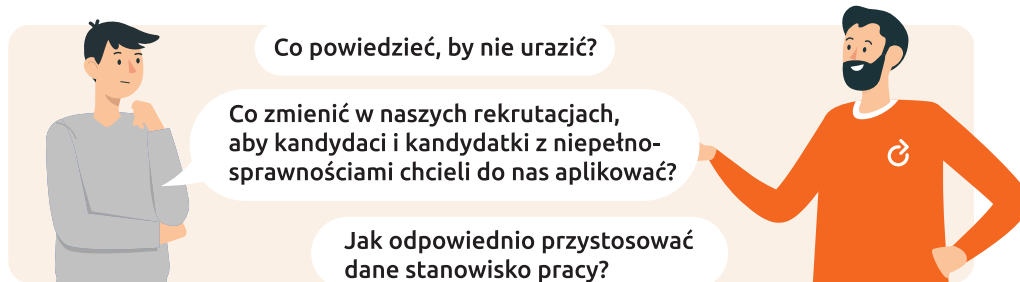 Co powiedzieć, by nie urazić?
Co zmienić w naszych rekrutacjach,
aby kandydaci i kandydatki z niepełno-
sprawnościami chcieli do nas aplikować?
Jak odpowiednio przystosować
dane stanowisko pracy?